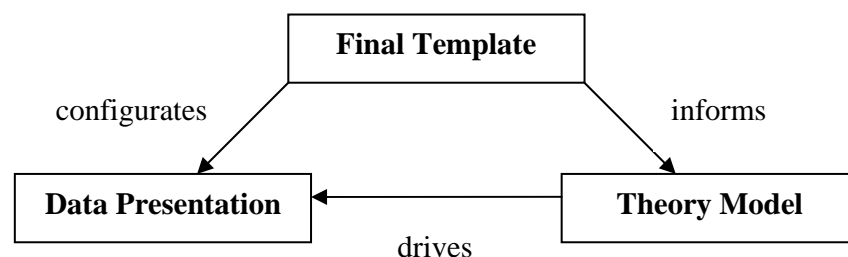 Final Template
configurates
informs
Data Presentation
Theory Model
drives